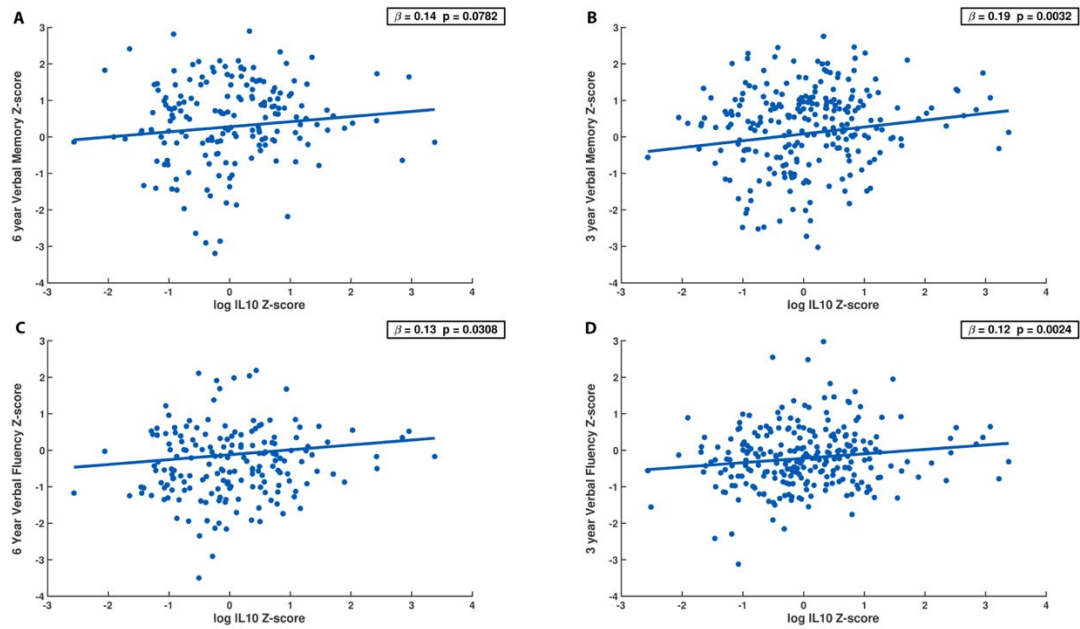 A
β = 0.14 p = 0.0782
6 year Verbal Memory Z-score
3
2
1
0
-1
-2
-3
-4
-3 -2 -1 0 1 2 3 4
log IL10 Z-score
B
β = 0.19 p = 0.0032
3 year Verbal Memory Z-score
3
2
1
0
-1
-2
-3
-4
-3 -2 -1 0 1 2 3 4
log IL10 Z-score
C
β = 0.13 p = 0.0308
6 Year Verbal Fluency Z-score
3
2
1
0
-1
-2
-3
-4
-3 -2 -1 0 1 2 3 4
log IL10 Z-score
D
β = 0.12 p = 0.0024
3 year Verbal Fluency Z-score
3
2
1
0
-1
-2
-3
-4
-3 -2 -1 0 1 2 3 4
log IL10 Z-score